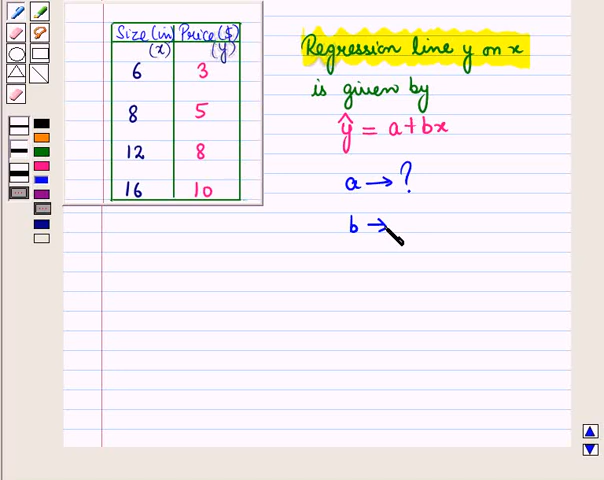 Size (in) Price ($)
(x) (y)
6 3
8 5
12 8
16 10
Regression line y on x
is given by
ŷ = a + bx
a → ?
b →